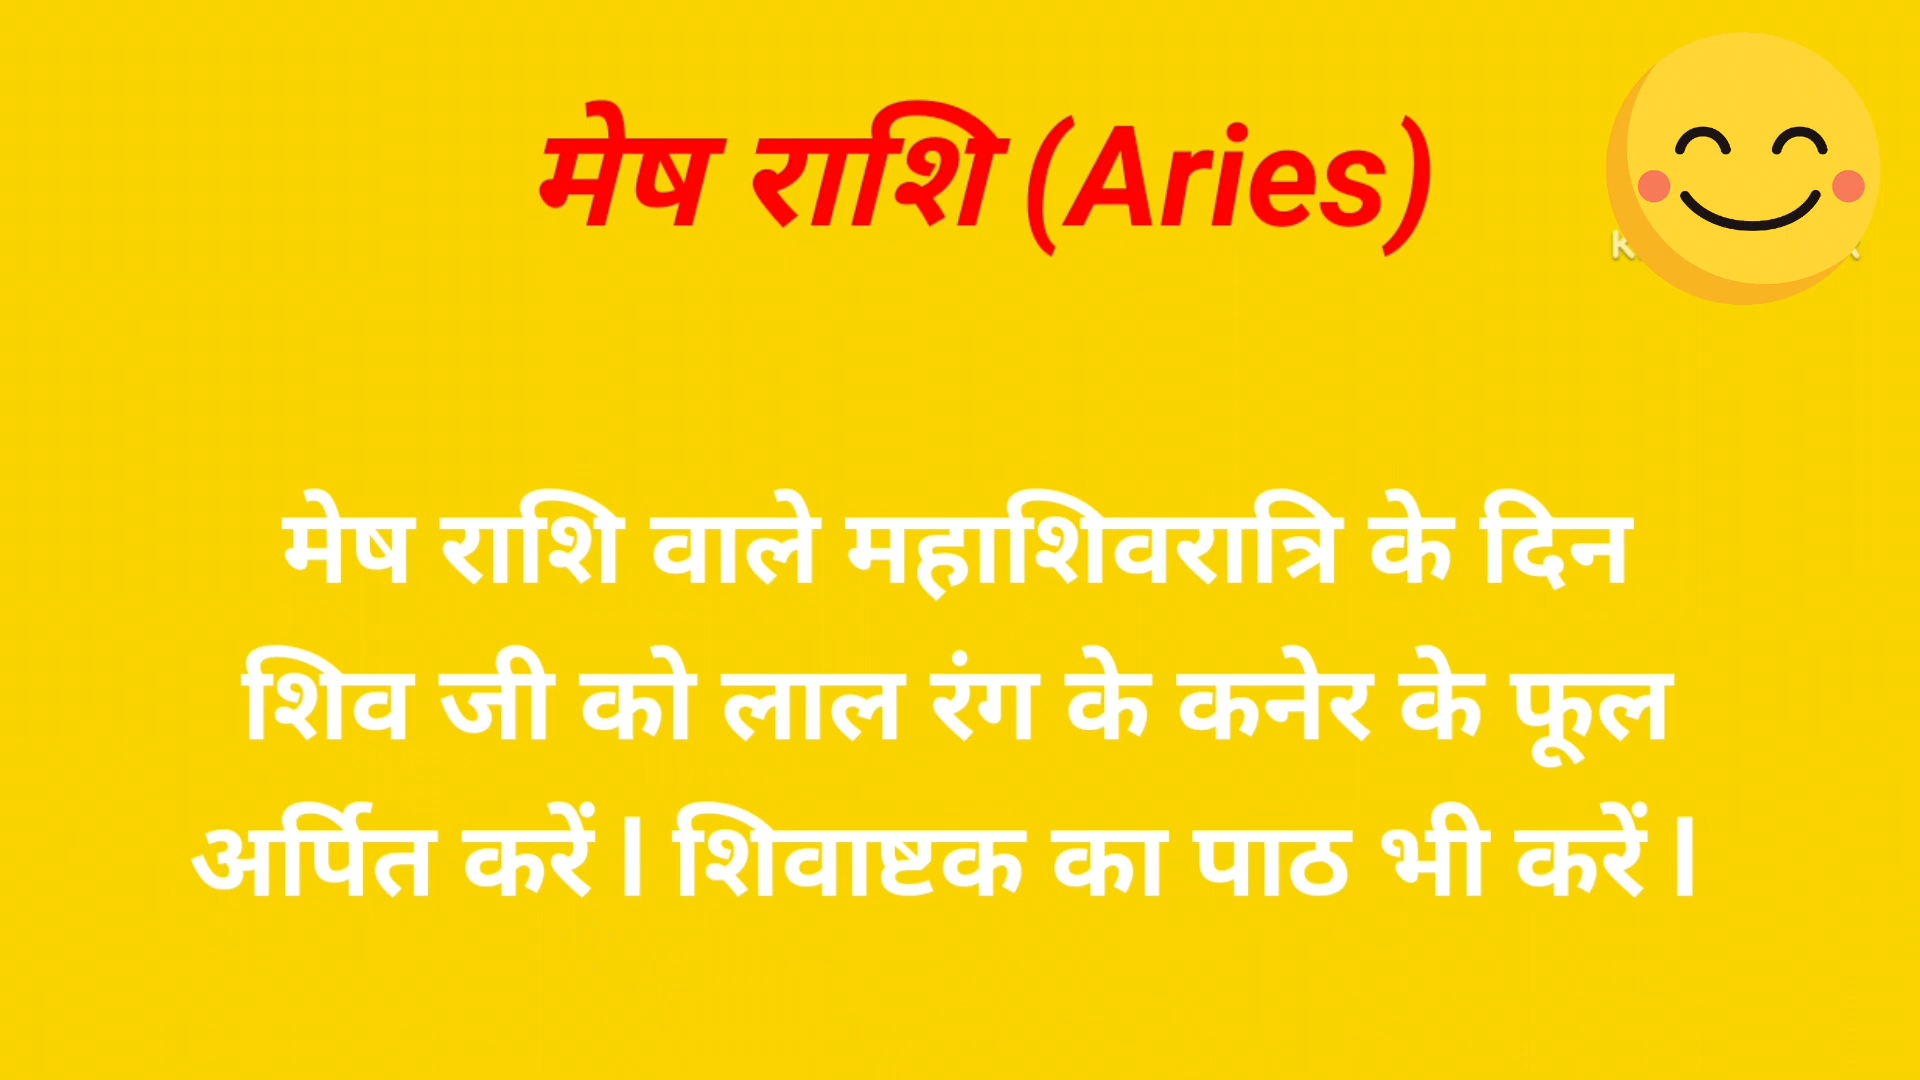 मेष राशि (Aries)
मेष राशि वाले महाशिवरात्रि के दिन
शिव जी को लाल रंग के कनेर के फूल
अर्पित करें । शिवाष्टक का पाठ भी करें ।